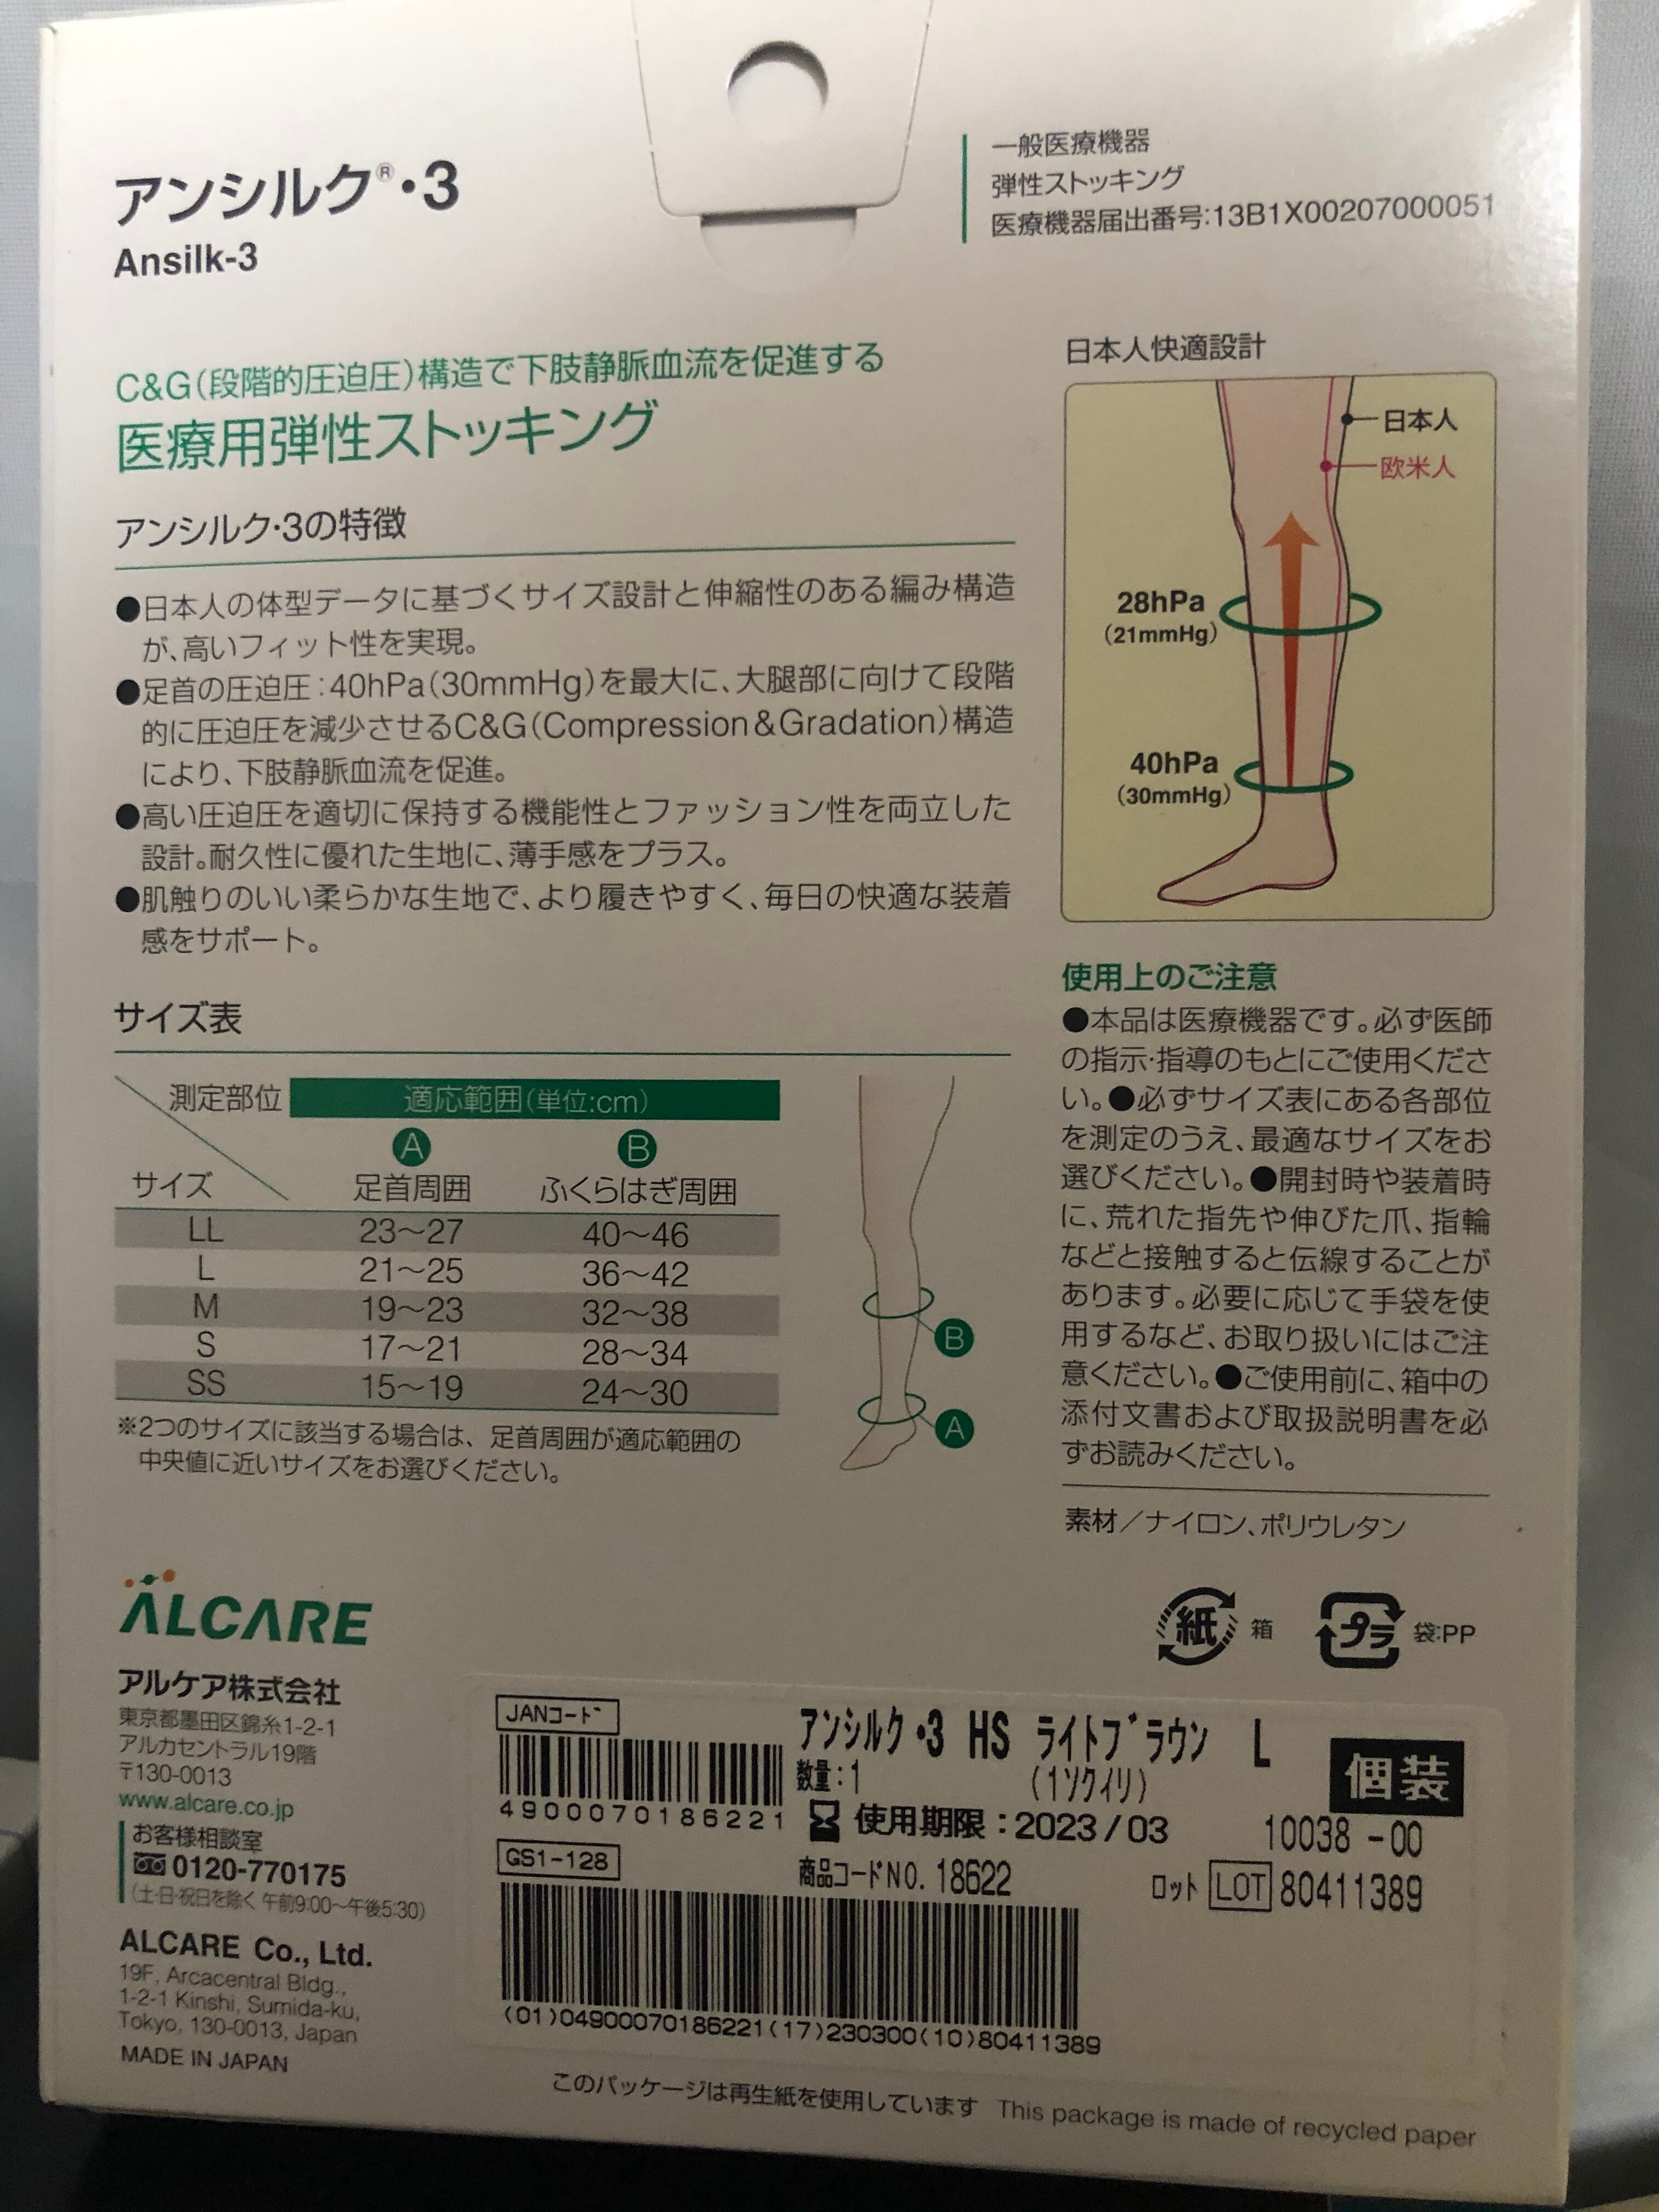 アンシルク®・3
Ansilk-3
一般医療機器
弾性ストッキング
医療機器届出番号:13B1X00207000051
C&G(段階的圧迫圧)構造で下肢静脈血流を促進する
医療用弾性ストッキング
アンシルク・3の特徴
●日本人の体型データに基づくサイズ設計と伸縮性のある編み構造
が、高いフィット性を実現。
●足首の圧迫圧:40hPa(30mmHg)を最大に、大腿部に向けて段階
的に圧迫圧を減少させるC&G(Compression&Gradation)構造
により、下肢静脈血流を促進。
●高い圧迫圧を適切に保持する機能性とファッション性を両立した
設計。耐久性に優れた生地に、薄手感をプラス。
●肌触りのいい柔らかな生地で、より履きやすく、毎日の快適な装着
感をサポート。
日本人快適設計
日本人
欧米人
28hPa
(21mmHg)
40hPa
(30mmHg)
サイズ表
測定部位 適応範囲(単位:cm)
A B
サイズ 足首周囲 ふくらはぎ周囲
LL 23〜27 40〜46
L 21〜25 36〜42
M 19〜23 32〜38
S 17〜21 28〜34
SS 15〜19 24〜30
B
A
※2つのサイズに該当する場合は、足首周囲が適応範囲の
中央値に近いサイズをお選びください。
使用上のご注意
●本品は医療機器です。必ず医師
の指示・指導のもとにご使用くださ
い。●必ずサイズ表にある各部位
を測定のうえ、最適なサイズをお
選びください。●開封時や装着時
に、荒れた指先や伸びた爪、指輪
などと接触すると伝線することが
あります。必要に応じて手袋を使
用するなど、お取り扱いにはご注
意ください。●ご使用前に、箱中の
添付文書および取扱説明書を必
ずお読みください。
素材/ナイロン、ポリウレタン
紙 箱 プラ 袋:PP
ALCARE
アルケア株式会社
東京都墨田区錦糸1-2-1
アルカセントラル19階
〒130-0013
www.alcare.co.jp
お客様相談室
0120-770175
(土・日・祝日を除く 午前9:00〜午後5:30)
ALCARE Co., Ltd.
19F, Arcacentral Bldg.,
1-2-1 Kinshi, Sumida-ku,
Tokyo, 130-0013, Japan
MADE IN JAPAN
JANコード
4900070186221
アンシルク・3 HS ライトブラウン L
数量:1 (1ソクイリ)
個装
使用期限:2023/03 10038-00
GS1-128
商品コードNO. 18622 ロット LOT 80411389
(01)04900070186221(17)230300(10)80411389
このパッケージは再生紙を使用しています This package is made of recycled paper